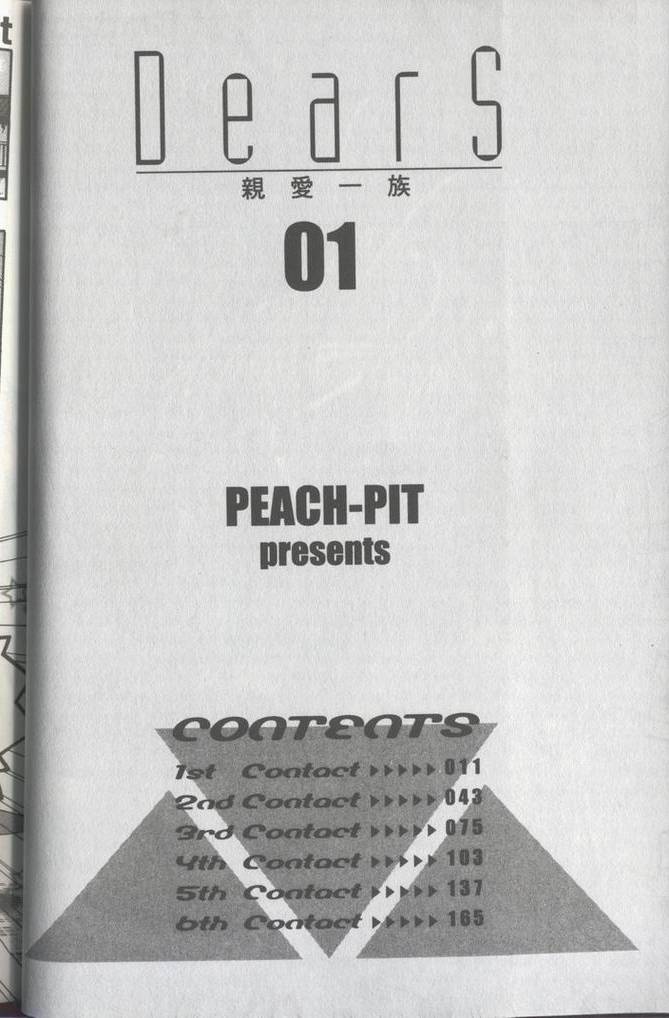 DearS
親愛一族
01
PEACH-PIT
presents
CONTENTS
1st Contact ▶▶▶▶▶ 011
2nd Contact ▶▶▶▶▶ 043
3rd Contact ▶▶▶▶▶ 075
4th Contact ▶▶▶▶▶ 103
5th Contact ▶▶▶▶▶ 137
6th Contact ▶▶▶▶▶ 165
t